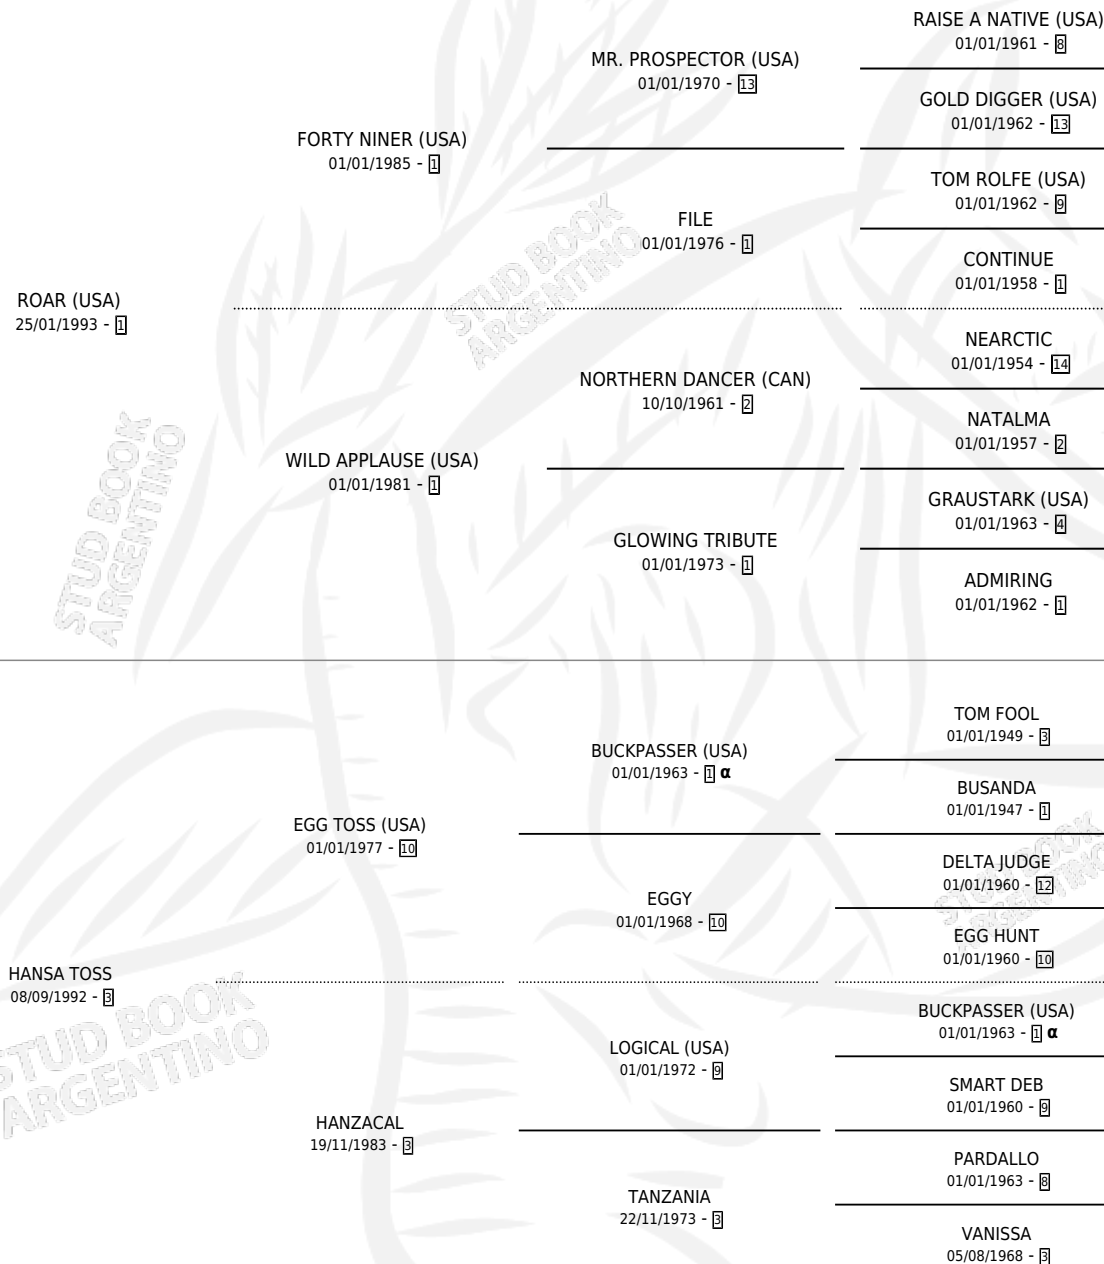 RAISE A NATIVE (USA)
01/01/1961 - 8
MR. PROSPECTOR (USA)
01/01/1970 - 13
GOLD DIGGER (USA)
01/01/1962 - 13
FORTY NINER (USA)
01/01/1985 - 1
TOM ROLFE (USA)
01/01/1962 - 9
FILE
01/01/1976 - 1
CONTINUE
01/01/1958 - 1
ROAR (USA)
25/01/1993 - 1
NEARCTIC
01/01/1954 - 14
NORTHERN DANCER (CAN)
10/10/1961 - 2
NATALMA
01/01/1957 - 2
WILD APPLAUSE (USA)
01/01/1981 - 1
GRAUSTARK (USA)
01/01/1963 - 4
GLOWING TRIBUTE
01/01/1973 - 1
ADMIRING
01/01/1962 - 1
TOM FOOL
01/01/1949 - 3
BUCKPASSER (USA)
01/01/1963 - 1 α
BUSANDA
01/01/1947 - 1
EGG TOSS (USA)
01/01/1977 - 10
DELTA JUDGE
01/01/1960 - 12
EGGY
01/01/1968 - 10
EGG HUNT
01/01/1960 - 10
HANSA TOSS
08/09/1992 - 3
BUCKPASSER (USA)
01/01/1963 - 1 α
LOGICAL (USA)
01/01/1972 - 9
SMART DEB
01/01/1960 - 9
HANZACAL
19/11/1983 - 3
PARDALLO
01/01/1963 - 8
TANZANIA
22/11/1973 - 3
VANISSA
05/08/1968 - 3
STUD BOOK
ARGENTINO
STUD BOOK
ARGENTINO
STUD BOOK
ARGENTINO
STUD BOOK
ARGENTINO